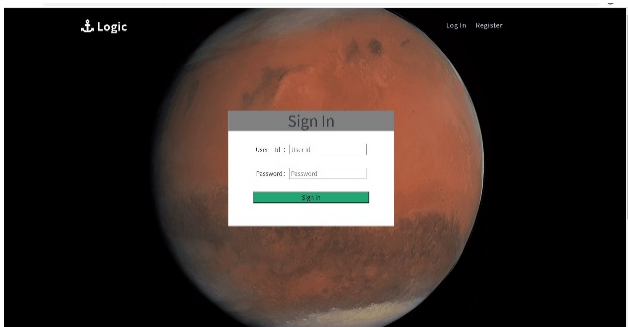 Logic
Log In Register
Sign In
User Id : User Id
Password : Password
Sign in